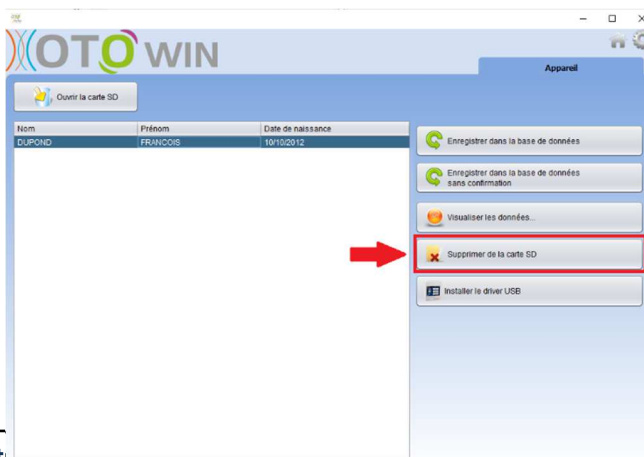 OTO WIN
Appareil
Ouvrir la carte SD
Nom Prénom Date de naissance
DUPOND FRANCOIS 10/10/2012
Enregistrer dans la base de données
Enregistrer dans la base de données
sans confirmation
Visualiser les données...
Supprimer de la carte SD
Installer le driver USB